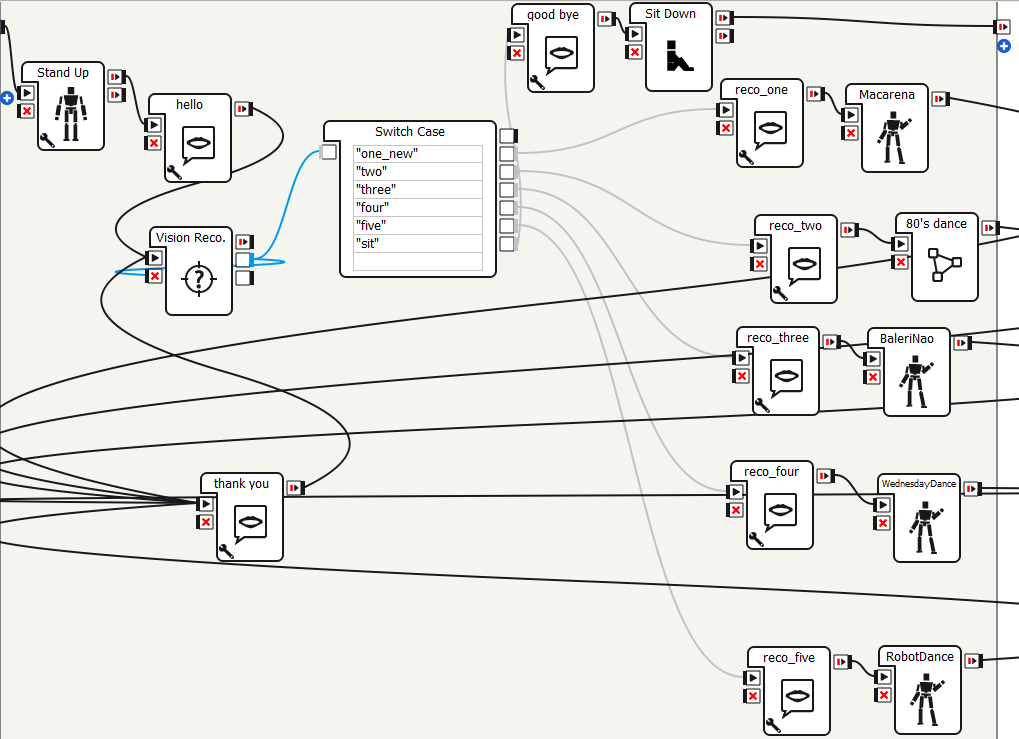 good bye
Sit Down
Stand Up
hello
reco_one
Macarena
Switch Case
"one_new"
"two"
"three"
"four"
"five"
"sit"
Vision Reco.
?
reco_two
80's dance
reco_three
BaleriNao
thank you
reco_four
WednesdayDance
reco_five
RobotDance